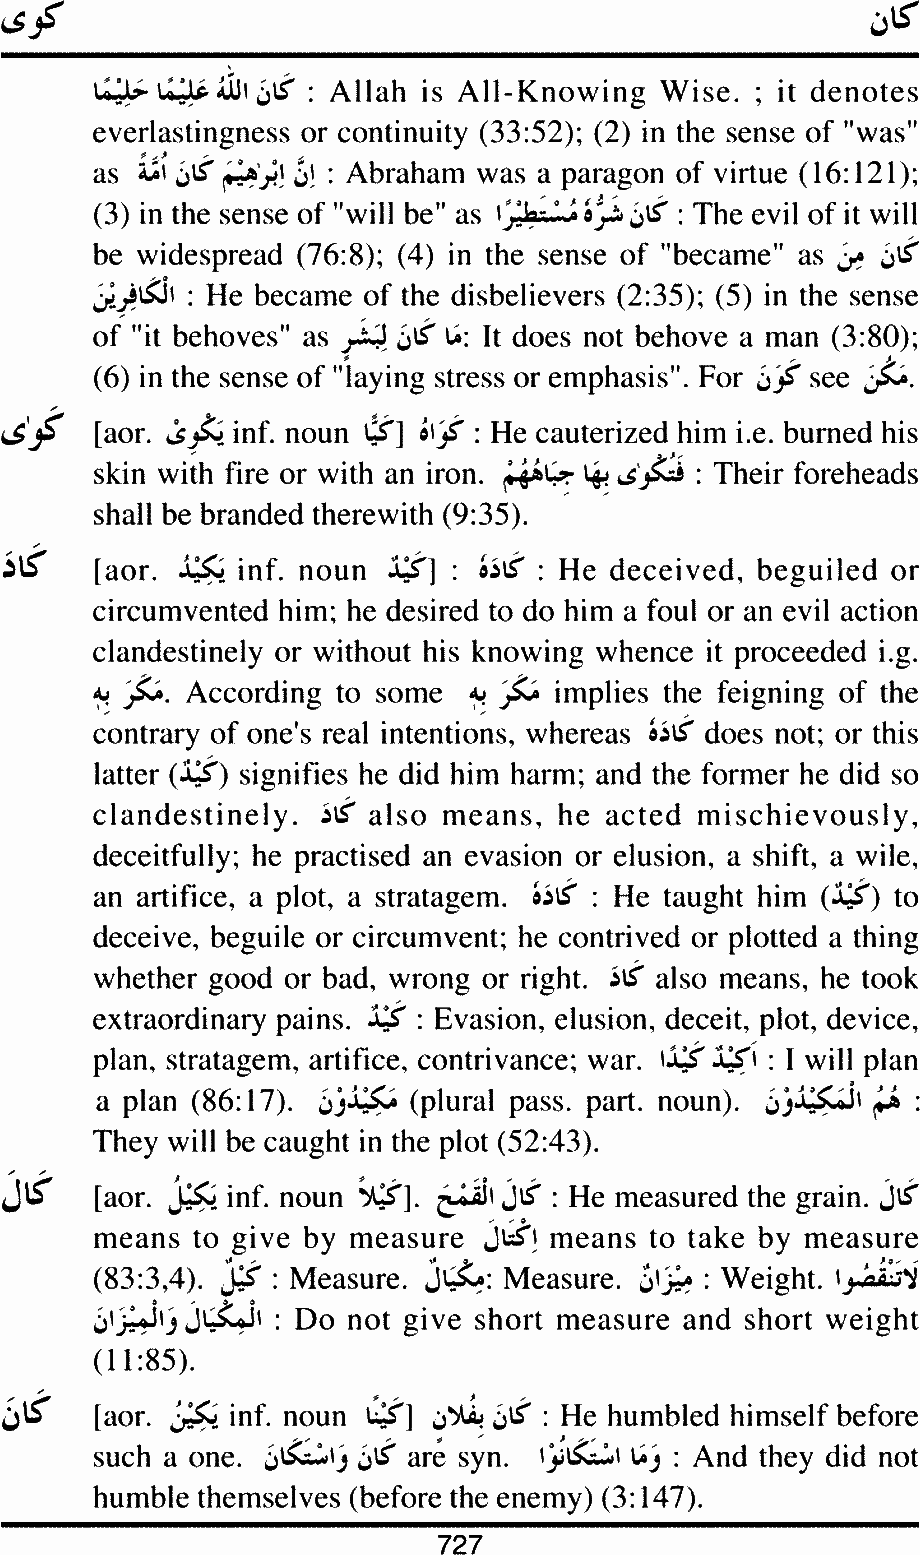 كوى كان
كَانَ اللّٰهُ عَلِيْمًا حَلِيْمًا : Allah is All-Knowing Wise. ; it denotes
everlastingness or continuity (33:52); (2) in the sense of "was"
as اِنَّ اِبْرٰهِيْمَ كَانَ اُمَّةً : Abraham was a paragon of virtue (16:121);
(3) in the sense of "will be" as كَانَ شَرُّهٗ مُسْتَطِيْرًا : The evil of it will
be widespread (76:8); (4) in the sense of "became" as كَانَ مِنَ
الْكَافِرِيْنَ : He became of the disbelievers (2:35); (5) in the sense
of "it behoves" as مَا كَانَ لِبَشَرٍ: It does not behove a man (3:80);
(6) in the sense of "laying stress or emphasis". For كَوَنَ see مَكَنَ.
كَوٰى [aor. يَكْوِىْ inf. noun كَيًّا] كَوَاهُ : He cauterized him i.e. burned his
skin with fire or with an iron. فَتُكْوٰى بِهَا جِبَاهُهُمْ : Their foreheads
shall be branded therewith (9:35).
كَادَ [aor. يَكِيْدُ inf. noun كَيْدٌ] : كَادَهٗ : He deceived, beguiled or
circumvented him; he desired to do him a foul or an evil action
clandestinely or without his knowing whence it proceeded i.g.
مَكَرَ بِهٖ. According to some مَكَرَ بِهٖ implies the feigning of the
contrary of one's real intentions, whereas كَادَهٗ does not; or this
latter (كَيْدٌ) signifies he did him harm; and the former he did so
clandestinely. كَادَ also means, he acted mischievously,
deceitfully; he practised an evasion or elusion, a shift, a wile,
an artifice, a plot, a stratagem. كَادَهٗ : He taught him (كَيْدٌ) to
deceive, beguile or circumvent; he contrived or plotted a thing
whether good or bad, wrong or right. كَادَ also means, he took
extraordinary pains. كَيْدٌ : Evasion, elusion, deceit, plot, device,
plan, stratagem, artifice, contrivance; war. اَكِيْدُ كَيْدًا : I will plan
a plan (86:17). مَكِيْدُوْنَ (plural pass. part. noun). هُمُ الْمَكِيْدُوْنَ :
They will be caught in the plot (52:43).
كَالَ [aor. يَكِيْلُ inf. noun كَيْلاً]. كَالَ الْقَمْحَ : He measured the grain. كَالَ
means to give by measure اِكْتَالَ means to take by measure
(83:3,4). كَيْلٌ : Measure. مِكْيَالٌ: Measure. مِيْزَانٌ : Weight. لَاتَنْقُصُوا
الْمِكْيَالَ وَالْمِيْزَانَ : Do not give short measure and short weight
(11:85).
كَانَ [aor. يَكِيْنُ inf. noun كَيْنًا] كَانَ بِفُلاَنٍ : He humbled himself before
such a one. كَانَ وَاسْتَكَانَ are syn. وَمَا اسْتَكَانُوْا : And they did not
humble themselves (before the enemy) (3:147).
727